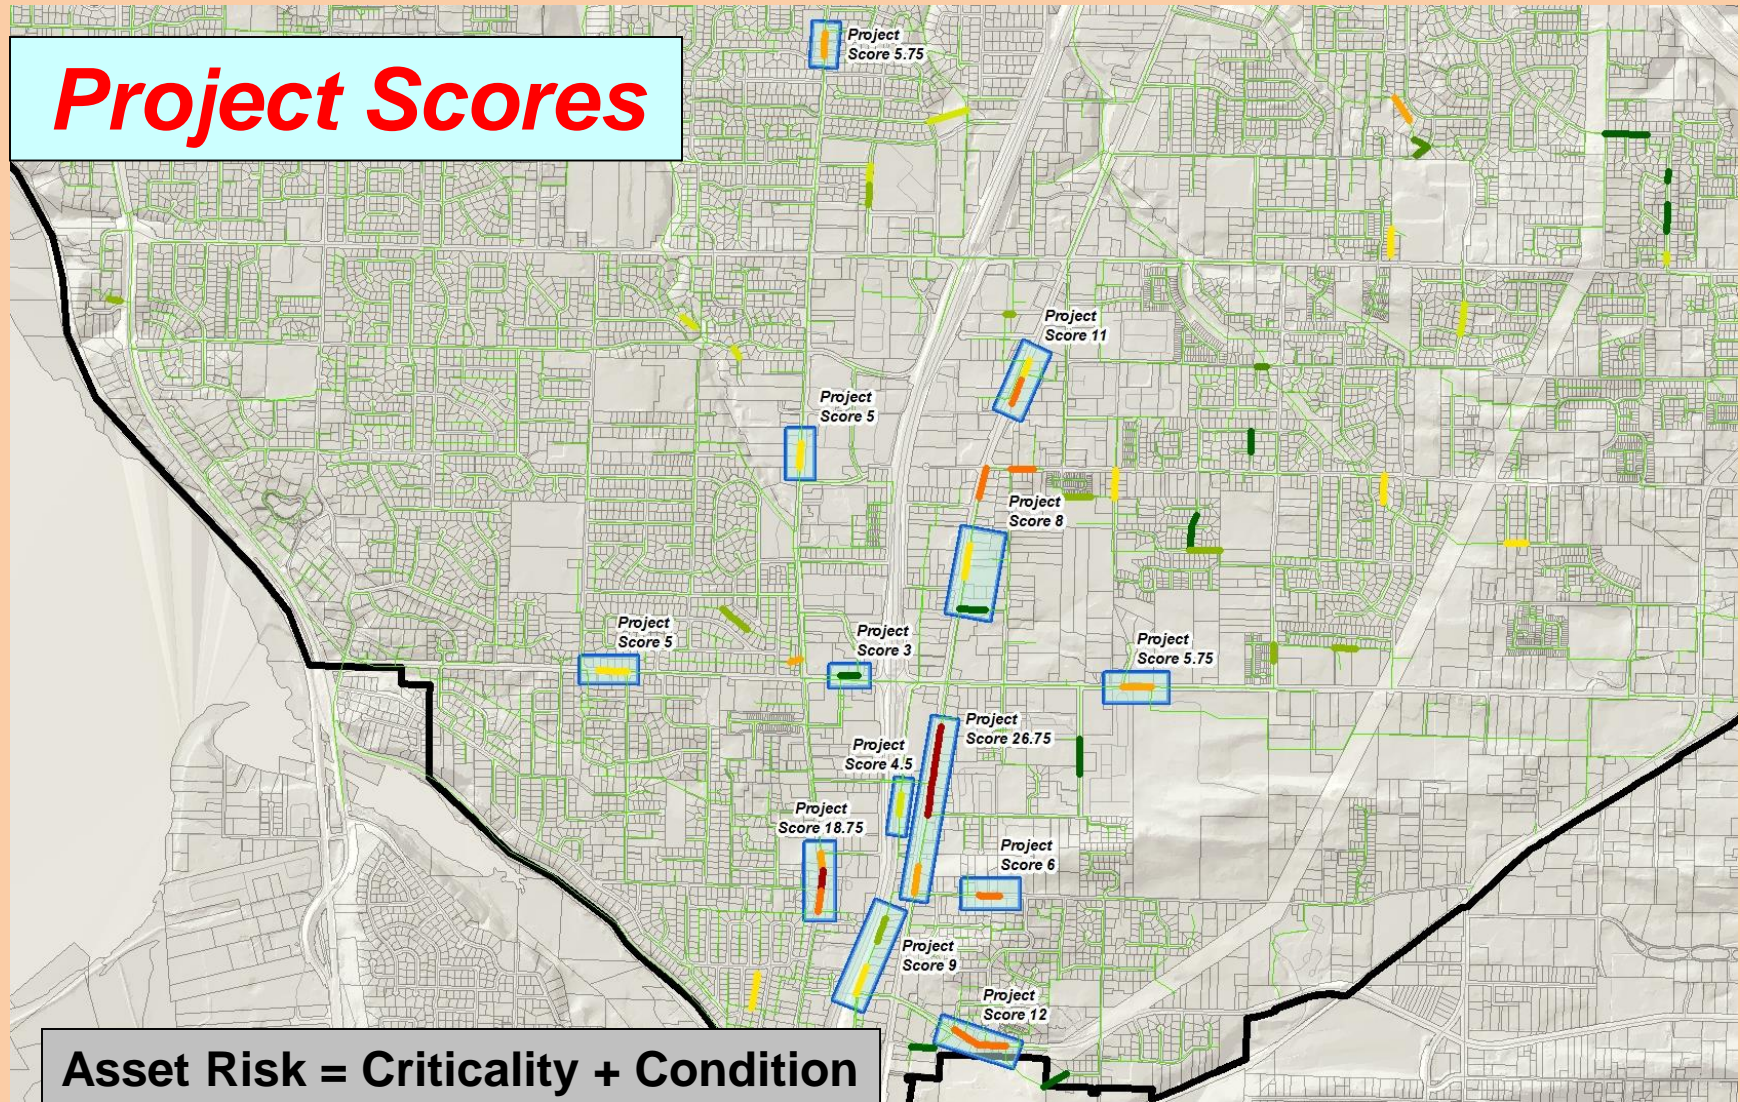 Project
Score 5.75
Project Scores
Project
Score 11
Project
Score 5
Project
Score 8
Project
Score 5
Project
Score 3
Project
Score 5.75
Project
Score 26.75
Project
Score 4.5
Project
Score 18.75
Project
Score 6
Project
Score 9
Project
Score 12
Asset Risk = Criticality + Condition